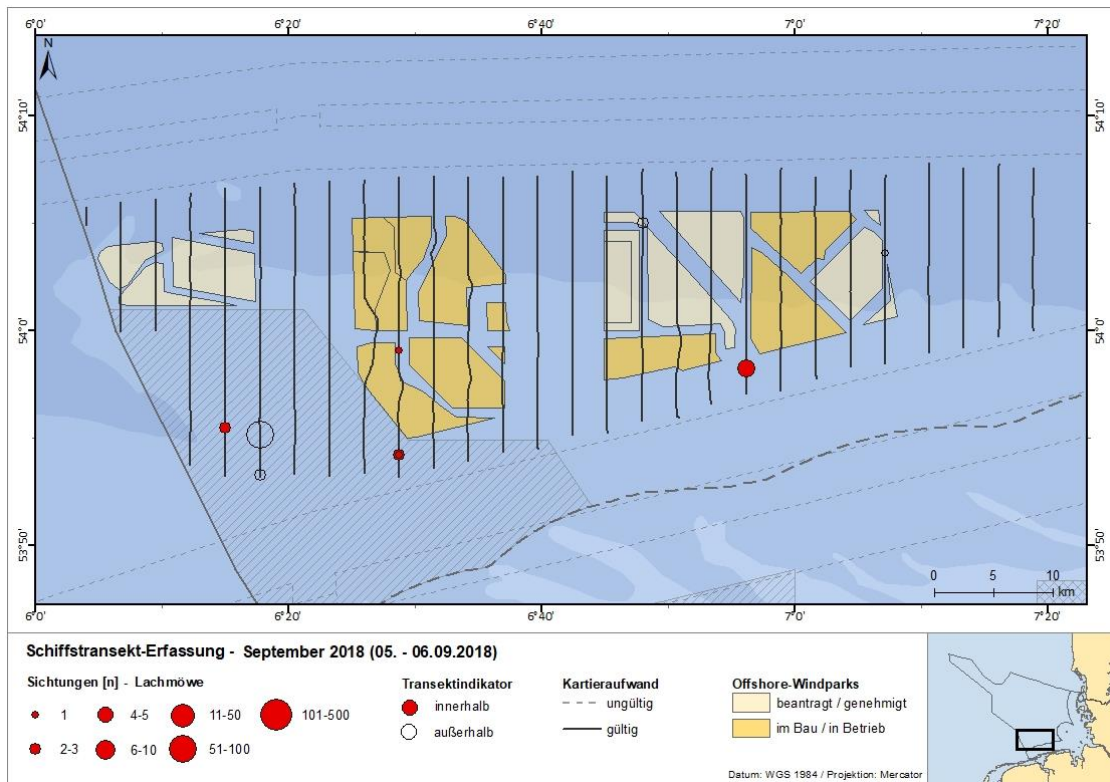 6°0' 6°20' 6°40' 7°0' 7°20'
N
54°10' 54°10'
54°0' 54°0'
53°50' 53°50'
0 5 10
km
6°0' 6°20' 6°40' 7°0' 7°20'
Schiffstransekt-Erfassung - September 2018 (05. - 06.09.2018)
Sichtungen [n] - Lachmöwe
1 4-5 11-50 101-500
2-3 6-10 51-100
Transektindikator
innerhalb
außerhalb
Kartieraufwand
ungültig
gültig
Offshore-Windparks
beantragt / genehmigt
im Bau / in Betrieb
Datum: WGS 1984 / Projektion: Mercator